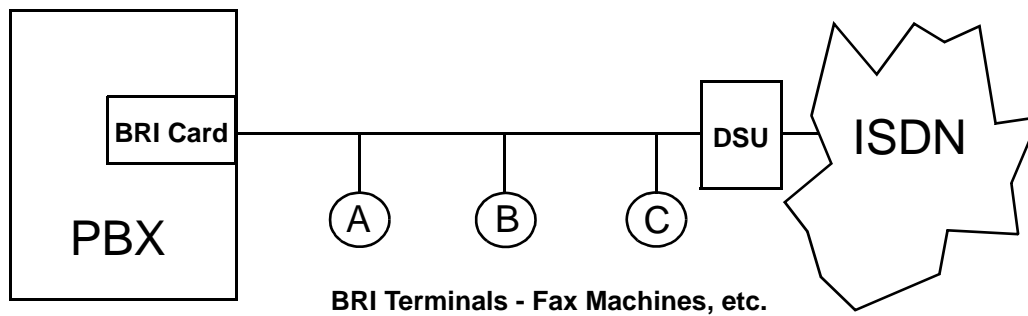 BRI Card
DSU
ISDN
PBX
A
B
C
BRI Terminals - Fax Machines, etc.